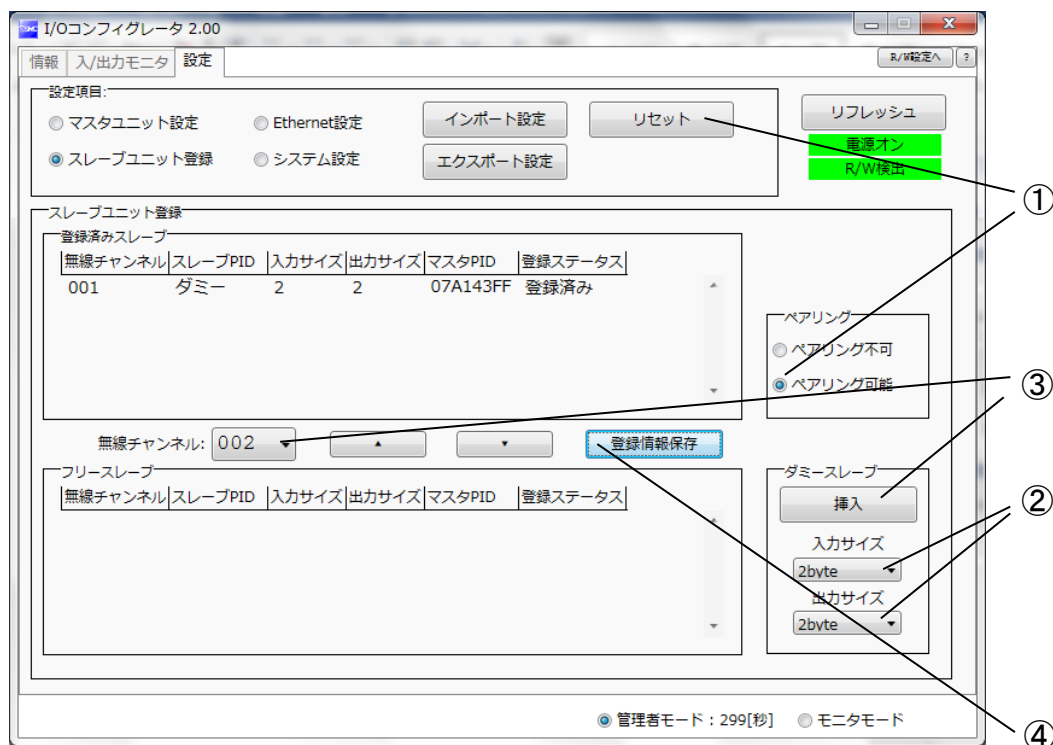 I/Oコンフィグレータ 2.00
情報 入/出力モニタ 設定 R/W設定へ ?
設定項目:
マスタユニット設定 Ethernet設定 インポート設定 リセット リフレッシュ
電源オン
スレーブユニット登録 システム設定 エクスポート設定 R/W検出
①
スレーブユニット登録
登録済みスレーブ
無線チャンネル スレーブPID 入力サイズ 出力サイズ マスタPID 登録ステータス
001 ダミー 2 2 07A143FF 登録済み
ペアリング
ペアリング不可
ペアリング可能
③
無線チャンネル: 002 ▲ ▼ 登録情報保存
フリースレーブ ダミースレーブ
無線チャンネル スレーブPID 入力サイズ 出力サイズ マスタPID 登録ステータス
挿入
②
入力サイズ
2byte
出力サイズ
2byte
管理者モード:299[秒] モニタモード
④